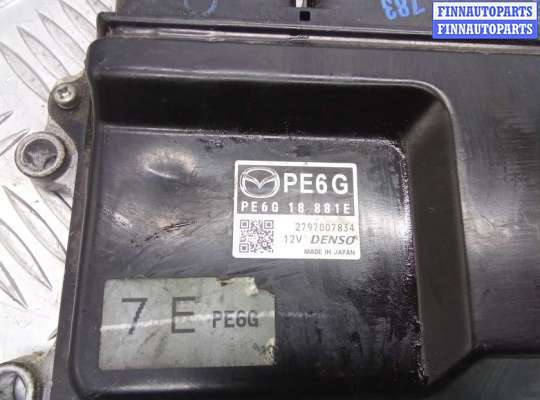 FINNAUTOPARTS
FINNAUTOPARTS
783
PE6G
PE6G 18 881E
2797007834
12V DENSO
MADE IN JAPAN
7 E PE6G